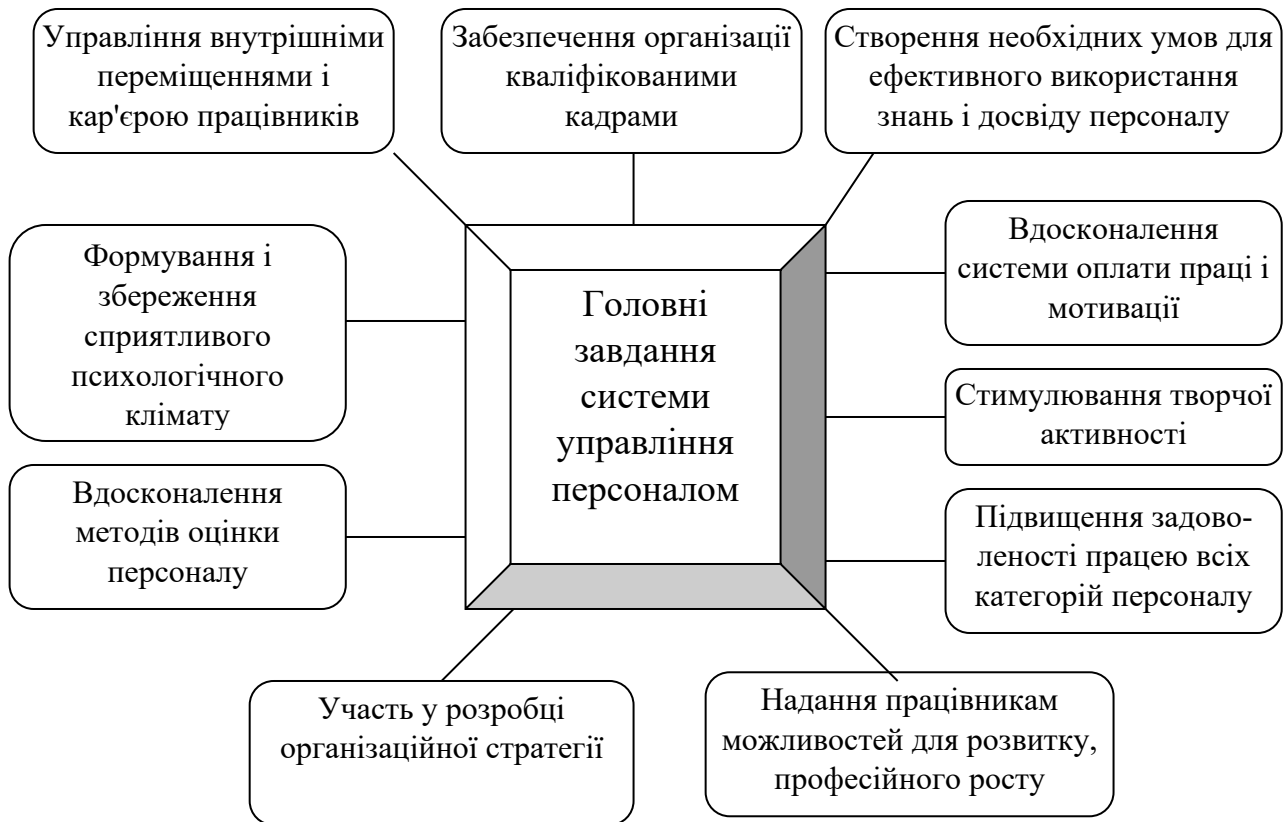 Управління внутрішніми
переміщеннями і
кар'єрою працівників
Забезпечення організації
кваліфікованими
кадрами
Створення необхідних умов для
ефективного використання
знань і досвіду персоналу
Формування і
збереження
сприятливого
психологічного
клімату
Головні
завдання
системи
управління
персоналом
Вдосконалення
системи оплати праці і
мотивації
Стимулювання творчої
активності
Вдосконалення
методів оцінки
персоналу
Підвищення задово-
леності працею всіх
категорій персоналу
Участь у розробці
організаційної стратегії
Надання працівникам
можливостей для розвитку,
професійного росту